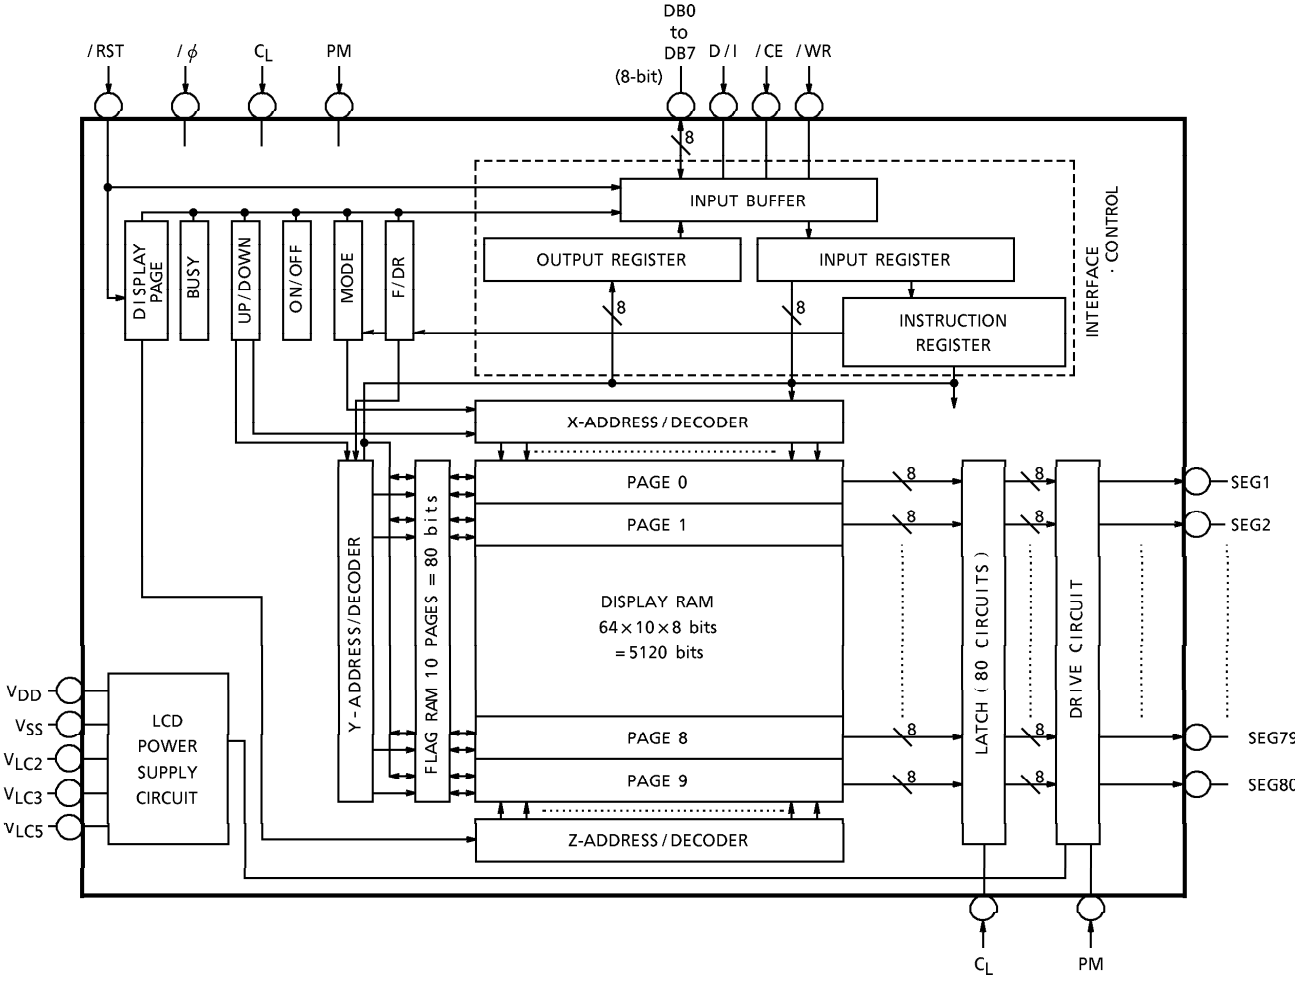 DB0
to
DB7
(8-bit)
/RST
/ϕ
CL
PM
D/I
/CE
/WR
8
INPUT BUFFER
OUTPUT REGISTER
INPUT REGISTER
8
8
INSTRUCTION
REGISTER
INTERFACE
· CONTROL
DISPLAY
PAGE
BUSY
UP/DOWN
ON/OFF
MODE
F/DR
X-ADDRESS/DECODER
Y-ADDRESS/DECODER
FLAG RAM 10 PAGES = 80 bits
PAGE 0
8
8
SEG1
PAGE 1
8
8
SEG2
DISPLAY RAM
64×10×8 bits
=5120 bits
LATCH (80 CIRCUITS)
DRIVE CIRCUIT
PAGE 8
8
8
SEG79
PAGE 9
8
8
SEG80
Z-ADDRESS/DECODER
VDD
VSS
VLC2
VLC3
VLC5
LCD
POWER
SUPPLY
CIRCUIT
CL
PM